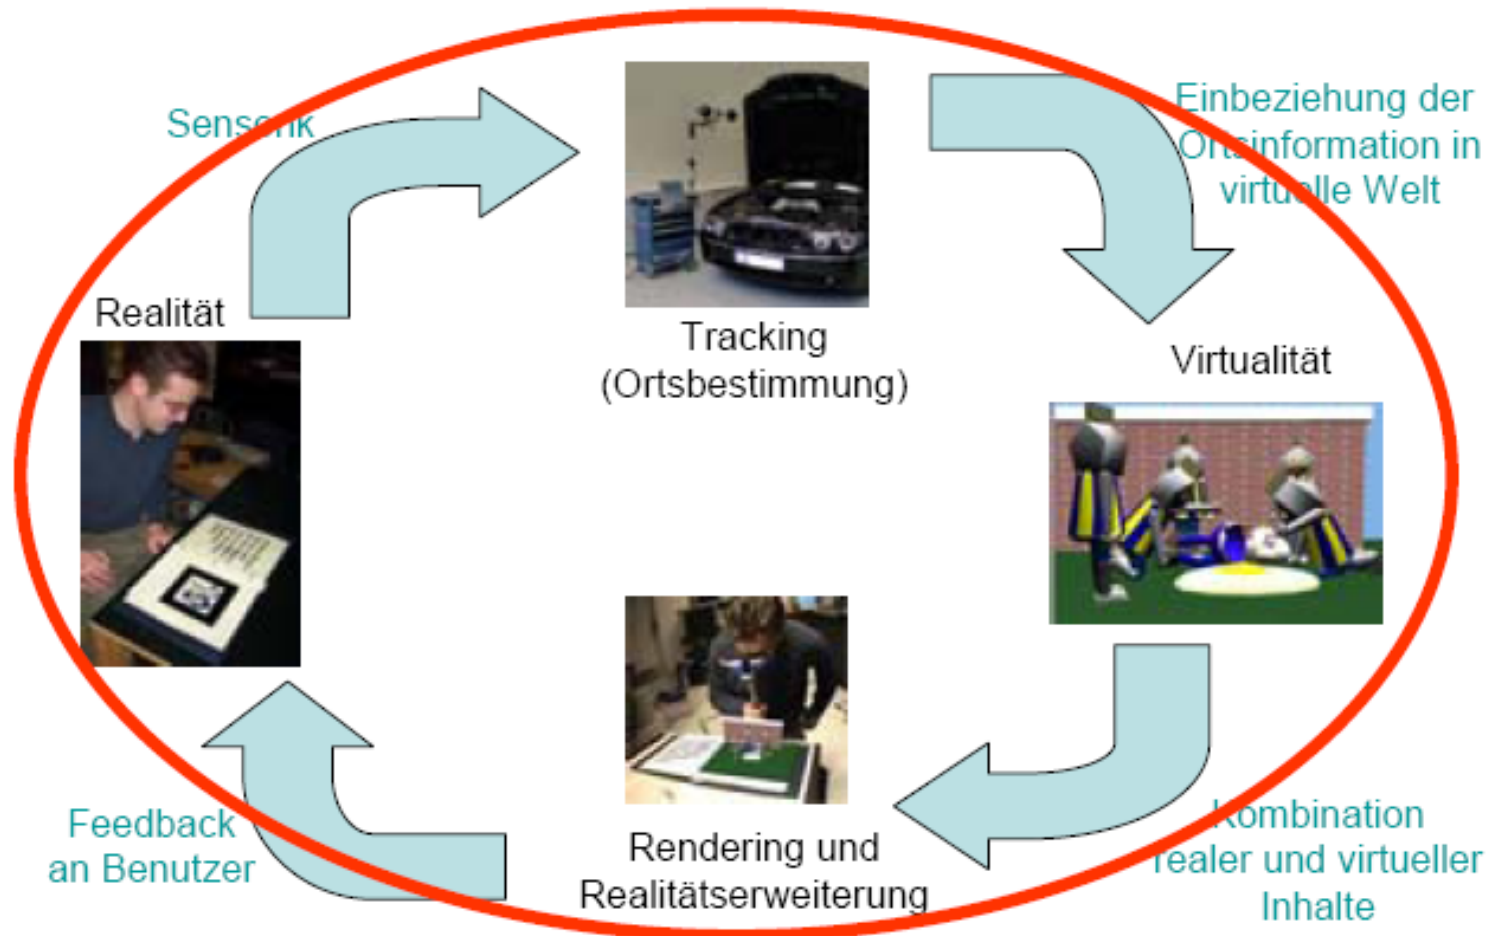 Sensorik
Einbeziehung der
Ortsinformation in
virtuelle Welt
Realität
Tracking
(Ortsbestimmung)
Virtualität
Feedback
an Benutzer
Rendering und
Realitätserweiterung
Kombination
realer und virtueller
Inhalte